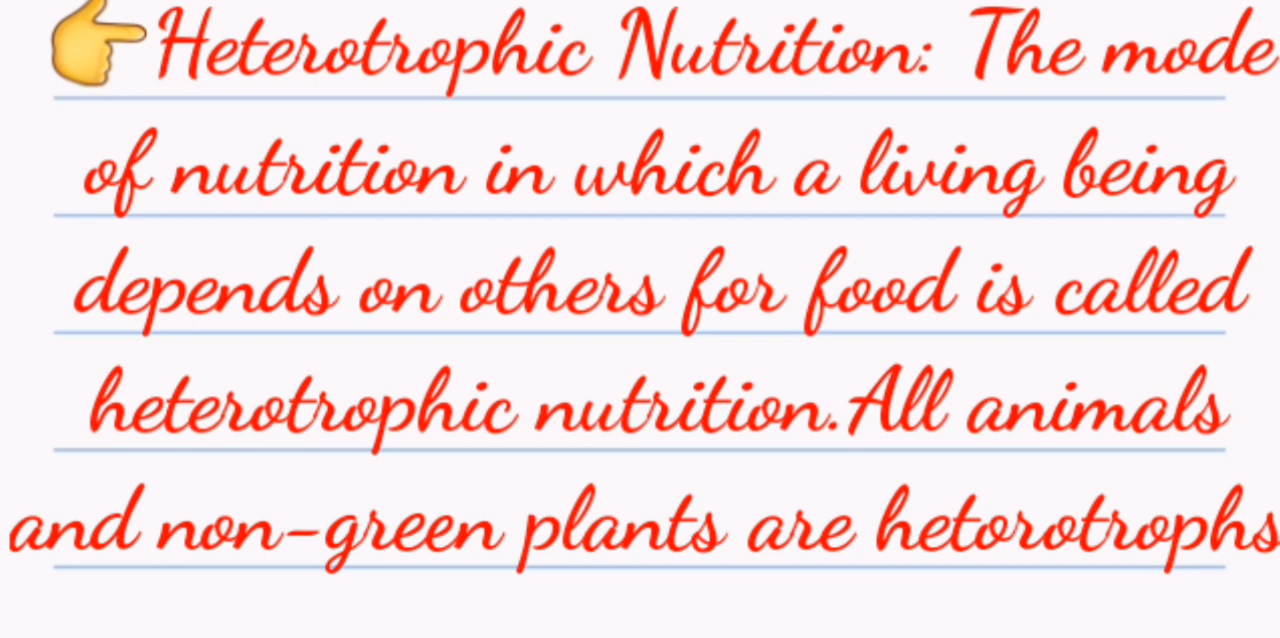 👉Heterotrophic Nutrition: The mode
of nutrition in which a living being
depends on others for food is called
heterotrophic nutrition.All animals
and non-green plants are hetorotrophs